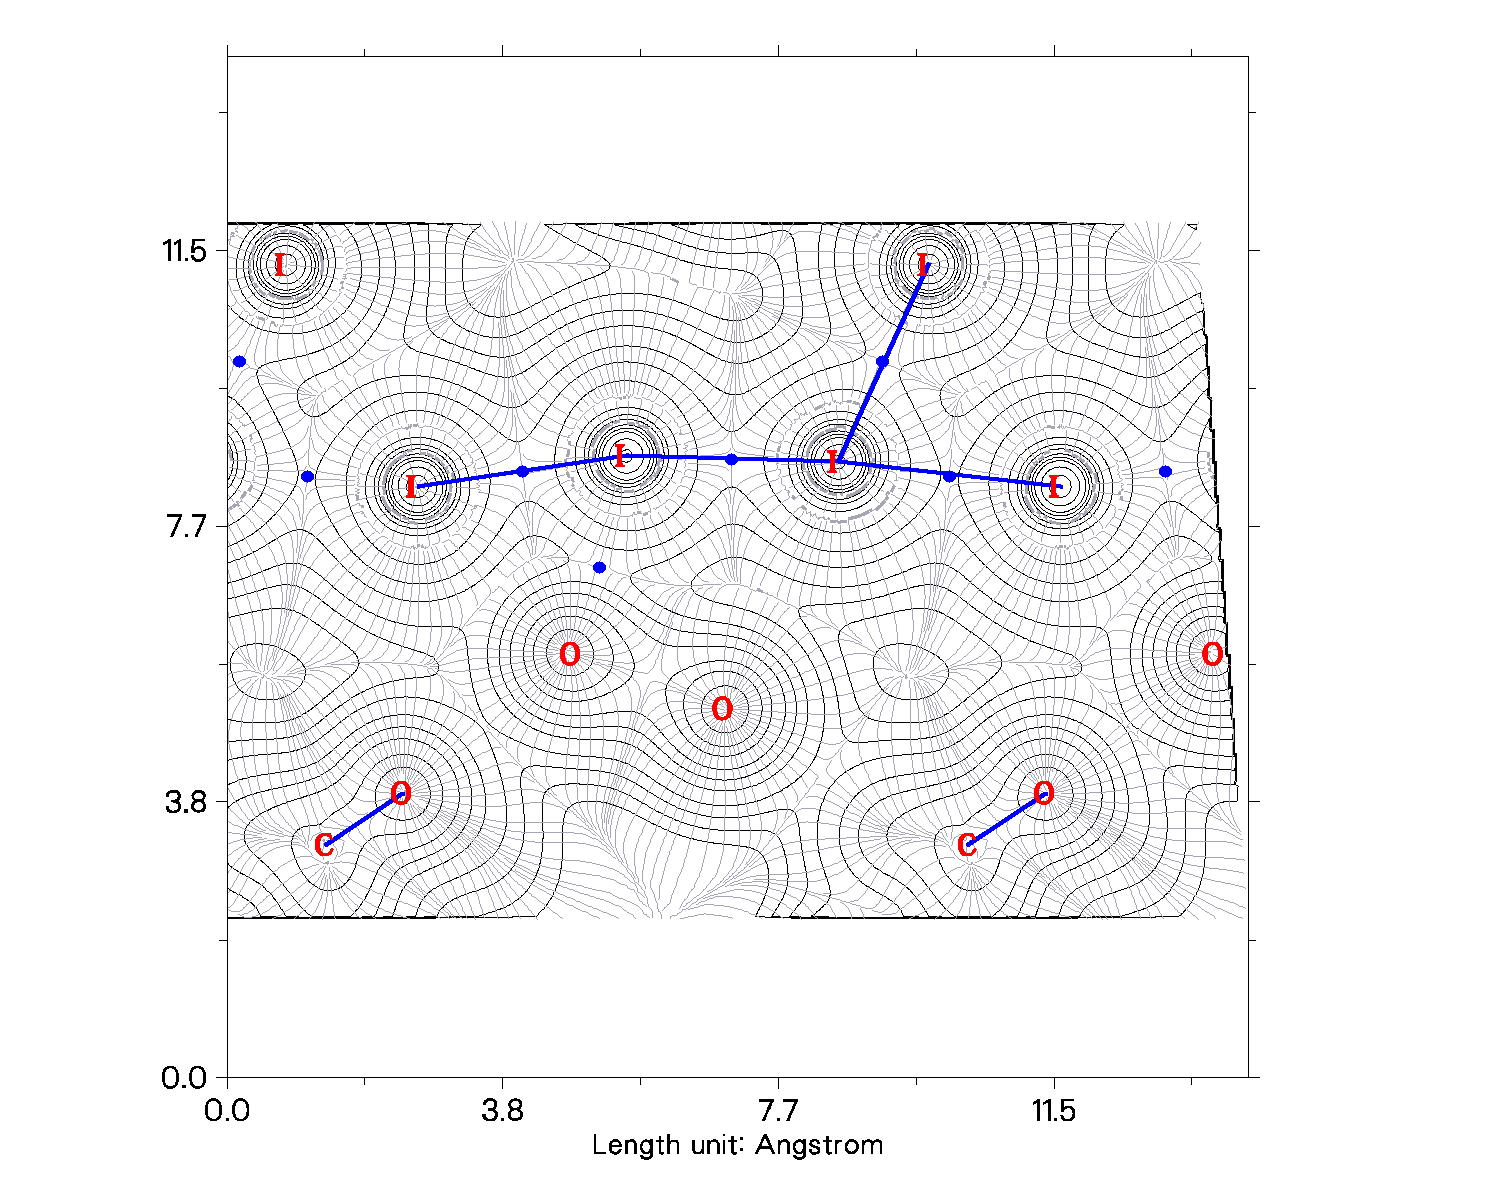 11.5
I I
I I
I I
7.7
O O
O
3.8
O O
C C
0.0
0.0 3.8 7.7 11.5
Length unit: Angstrom